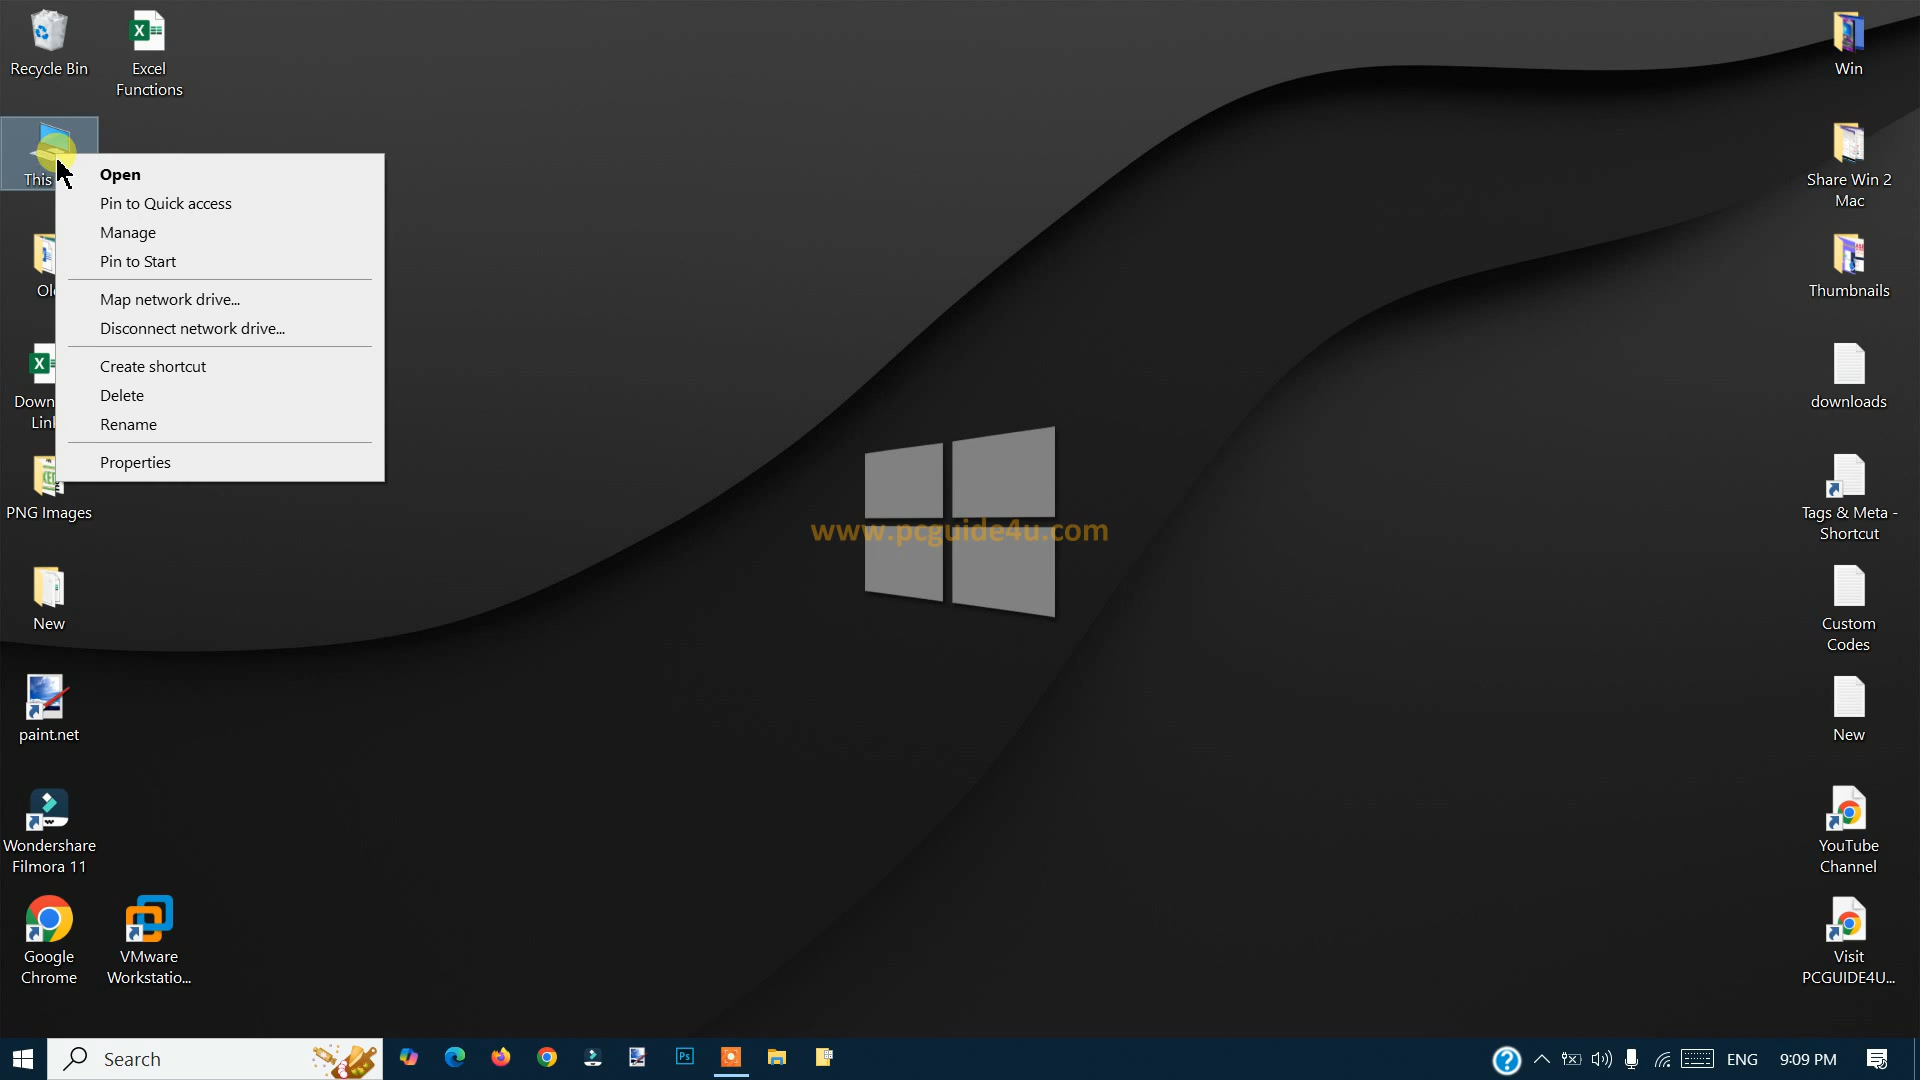 Recycle Bin
Excel
Functions
This
Open
Pin to Quick access
Manage
Pin to Start
Map network drive...
Disconnect network drive...
Create shortcut
Delete
Rename
Properties
Down
PNG Images
New
paint.net
Wondershare
Filmora 11
Google
Chrome
VMware
Workstatio...
www.pcguide4u.com
Win
Share Win 2
Mac
Thumbnails
downloads
Tags & Meta -
Shortcut
Custom
Codes
New
YouTube
Channel
Visit
PCGUIDE4U...
Search
Ps
ENG
9:09 PM